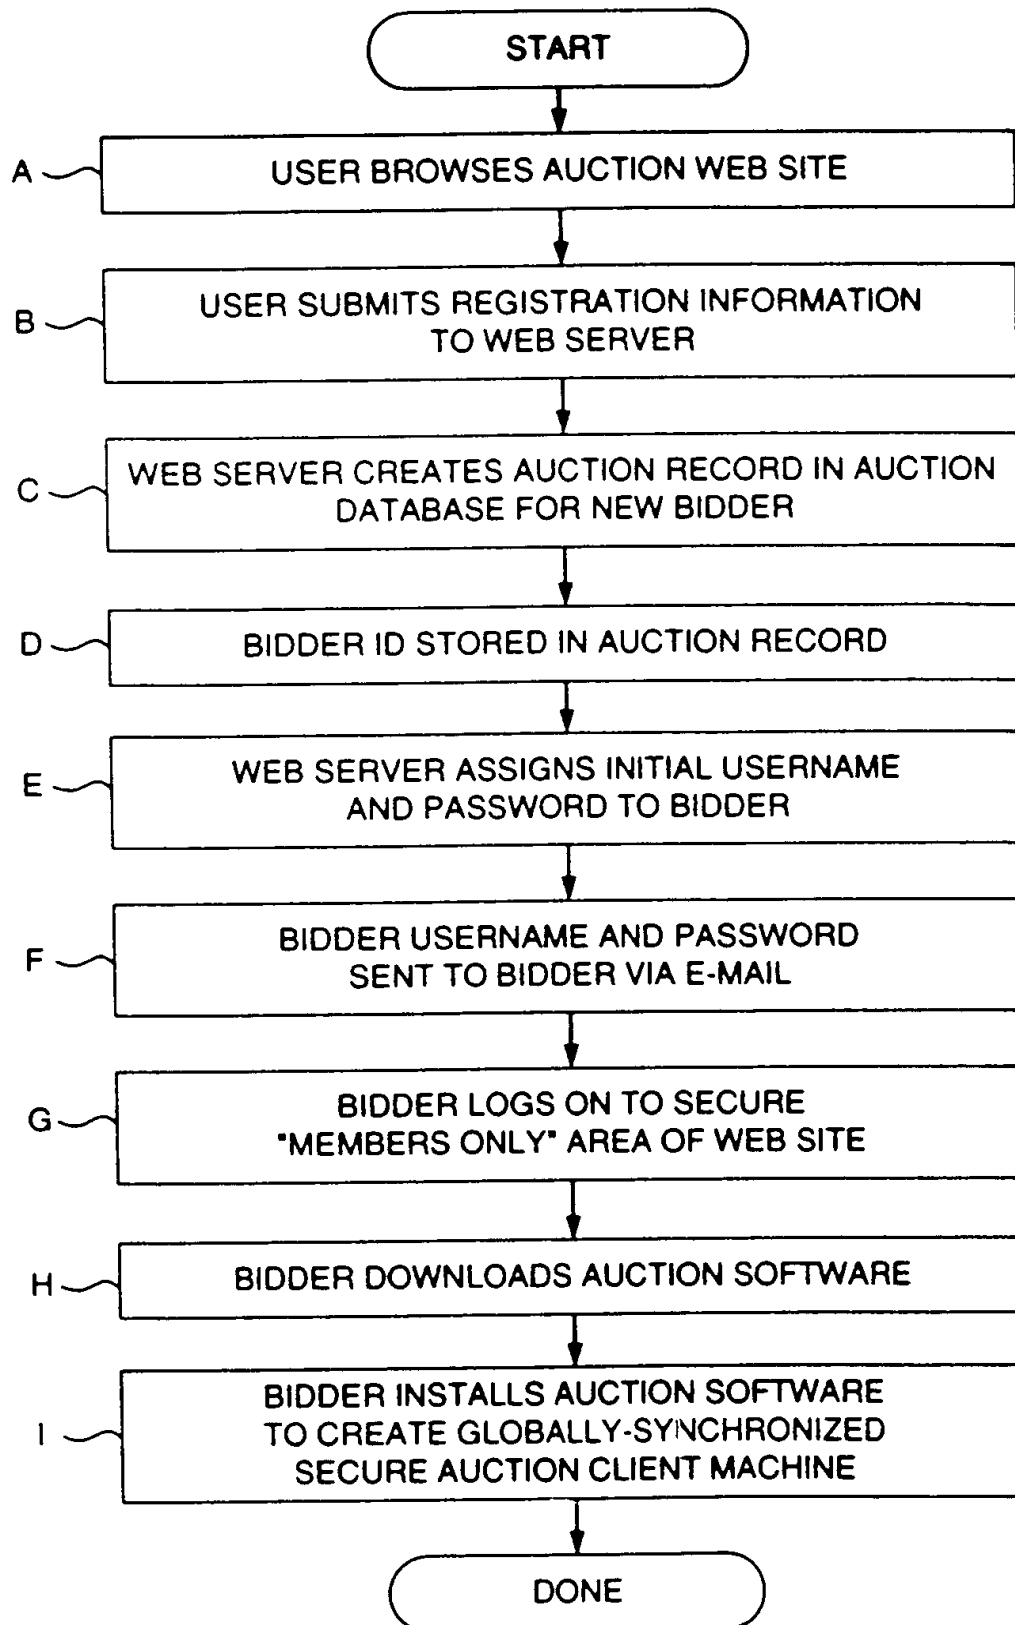 START
A
USER BROWSES AUCTION WEB SITE
B
USER SUBMITS REGISTRATION INFORMATION
TO WEB SERVER
C
WEB SERVER CREATES AUCTION RECORD IN AUCTION
DATABASE FOR NEW BIDDER
D
BIDDER ID STORED IN AUCTION RECORD
E
WEB SERVER ASSIGNS INITIAL USERNAME
AND PASSWORD TO BIDDER
F
BIDDER USERNAME AND PASSWORD
SENT TO BIDDER VIA E-MAIL
G
BIDDER LOGS ON TO SECURE
"MEMBERS ONLY" AREA OF WEB SITE
H
BIDDER DOWNLOADS AUCTION SOFTWARE
I
BIDDER INSTALLS AUCTION SOFTWARE
TO CREATE GLOBALLY-SYNCHRONIZED
SECURE AUCTION CLIENT MACHINE
DONE